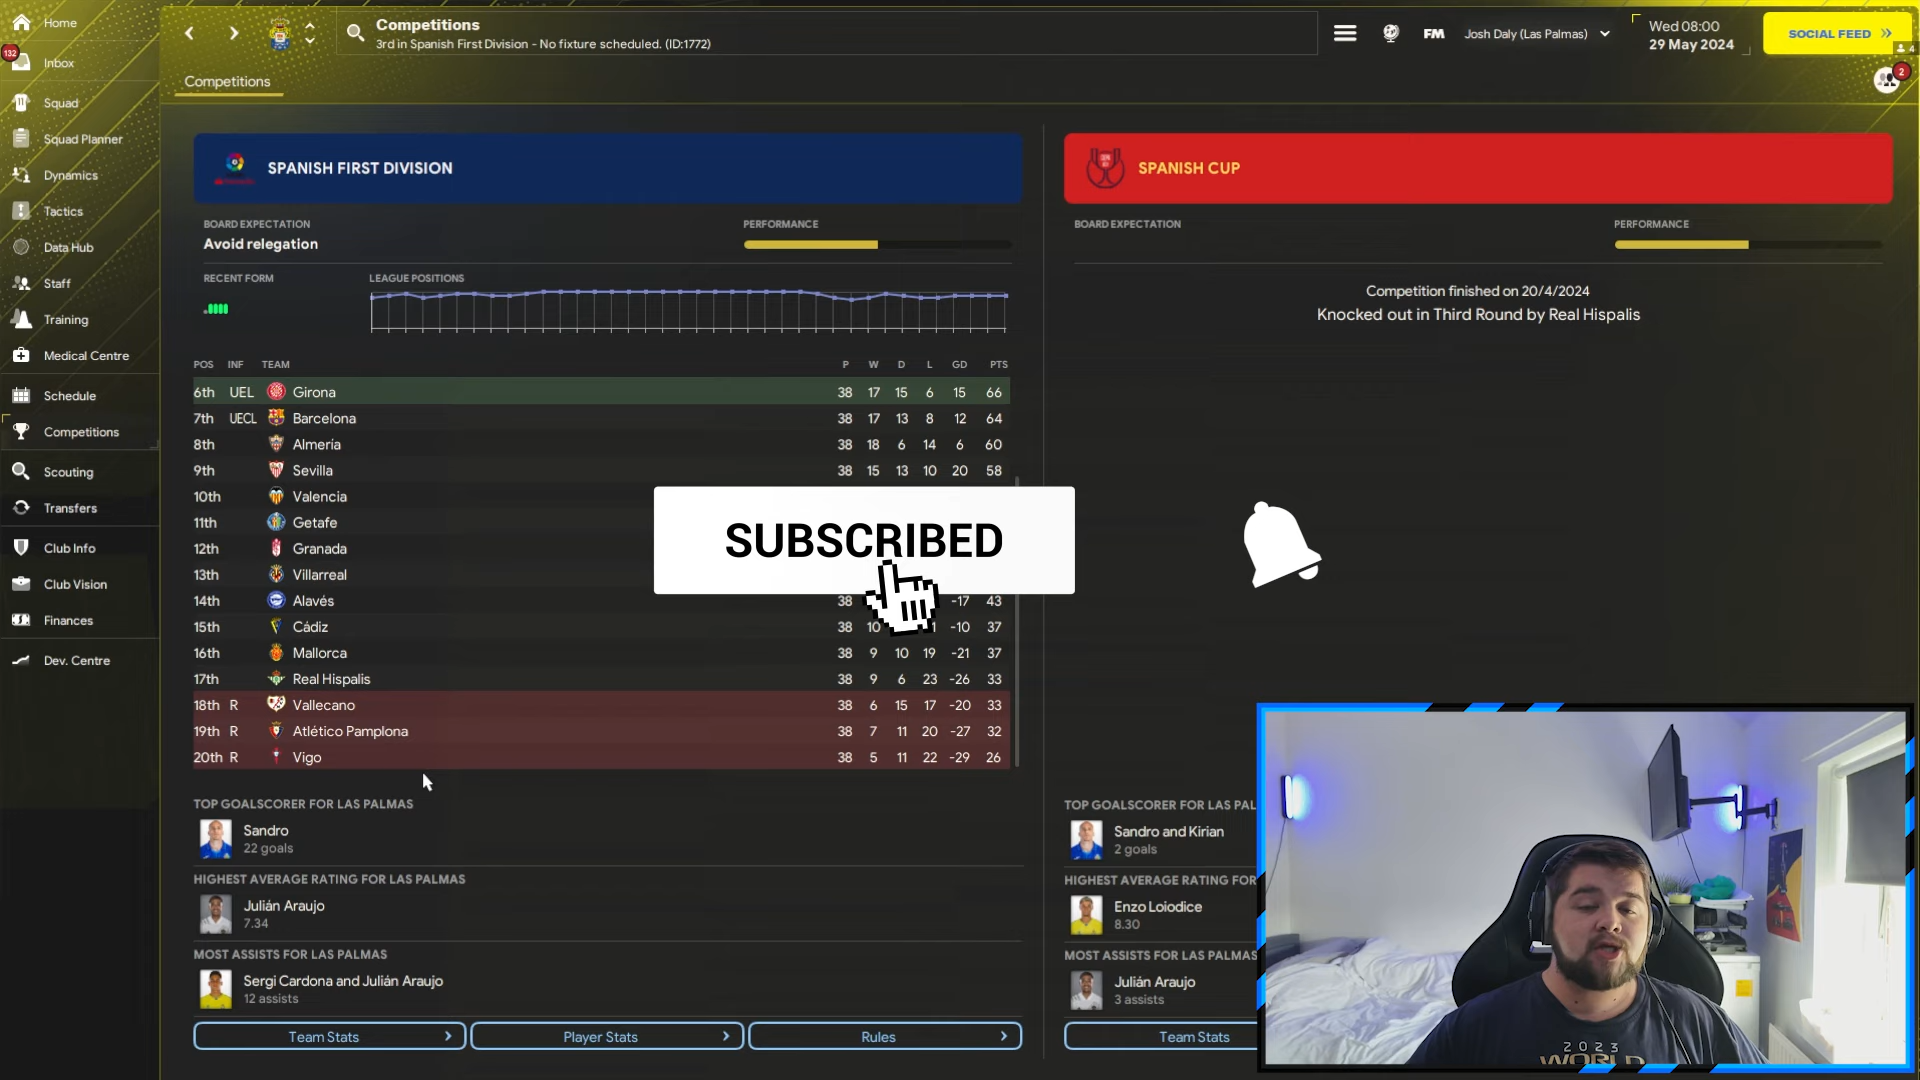 Home
132
Inbox
Squad
Squad Planner
Dynamics
Tactics
Data Hub
Staff
Training
Medical Centre
Schedule
Competitions
Scouting
Transfers
Club Info
Club Vision
Finances
Dev. Centre
Competitions
3rd in Spanish First Division - No fixture scheduled. (ID:1772)
FM
Josh Daly (Las Palmas)
Wed 08:00
29 May 2024
SOCIAL FEED
4
2
Competitions
SPANISH FIRST DIVISION
BOARD EXPECTATION
Avoid relegation
PERFORMANCE
RECENT FORM
LEAGUE POSITIONS
POS INF TEAM P W D L GD PTS
6th UEL Girona 38 17 15 6 15 66
7th UECL Barcelona 38 17 13 8 12 64
8th Almería 38 18 6 14 6 60
9th Sevilla 38 15 13 10 20 58
10th Valencia
11th Getafe
12th Granada
13th Villarreal
14th Alavés 38 -17 43
15th Cádiz 38 10 1 -10 37
16th Mallorca 38 9 10 19 -21 37
17th Real Hispalis 38 9 6 23 -26 33
18th R Vallecano 38 6 15 17 -20 33
19th R Atlético Pamplona 38 7 11 20 -27 32
20th R Vigo 38 5 11 22 -29 26
SUBSCRIBED
TOP GOALSCORER FOR LAS PALMAS
Sandro
22 goals
HIGHEST AVERAGE RATING FOR LAS PALMAS
Julián Araujo
7.34
MOST ASSISTS FOR LAS PALMAS
Sergi Cardona and Julián Araujo
12 assists
Team Stats
Player Stats
Rules
SPANISH CUP
BOARD EXPECTATION
PERFORMANCE
Competition finished on 20/4/2024
Knocked out in Third Round by Real Hispalis
TOP GOALSCORER FOR LAS PAL
Sandro and Kirian
2 goals
HIGHEST AVERAGE RATING FOR
Enzo Loiodice
8.30
MOST ASSISTS FOR LAS PALMAS
Julián Araujo
3 assists
Team Stats
2023
WORLD